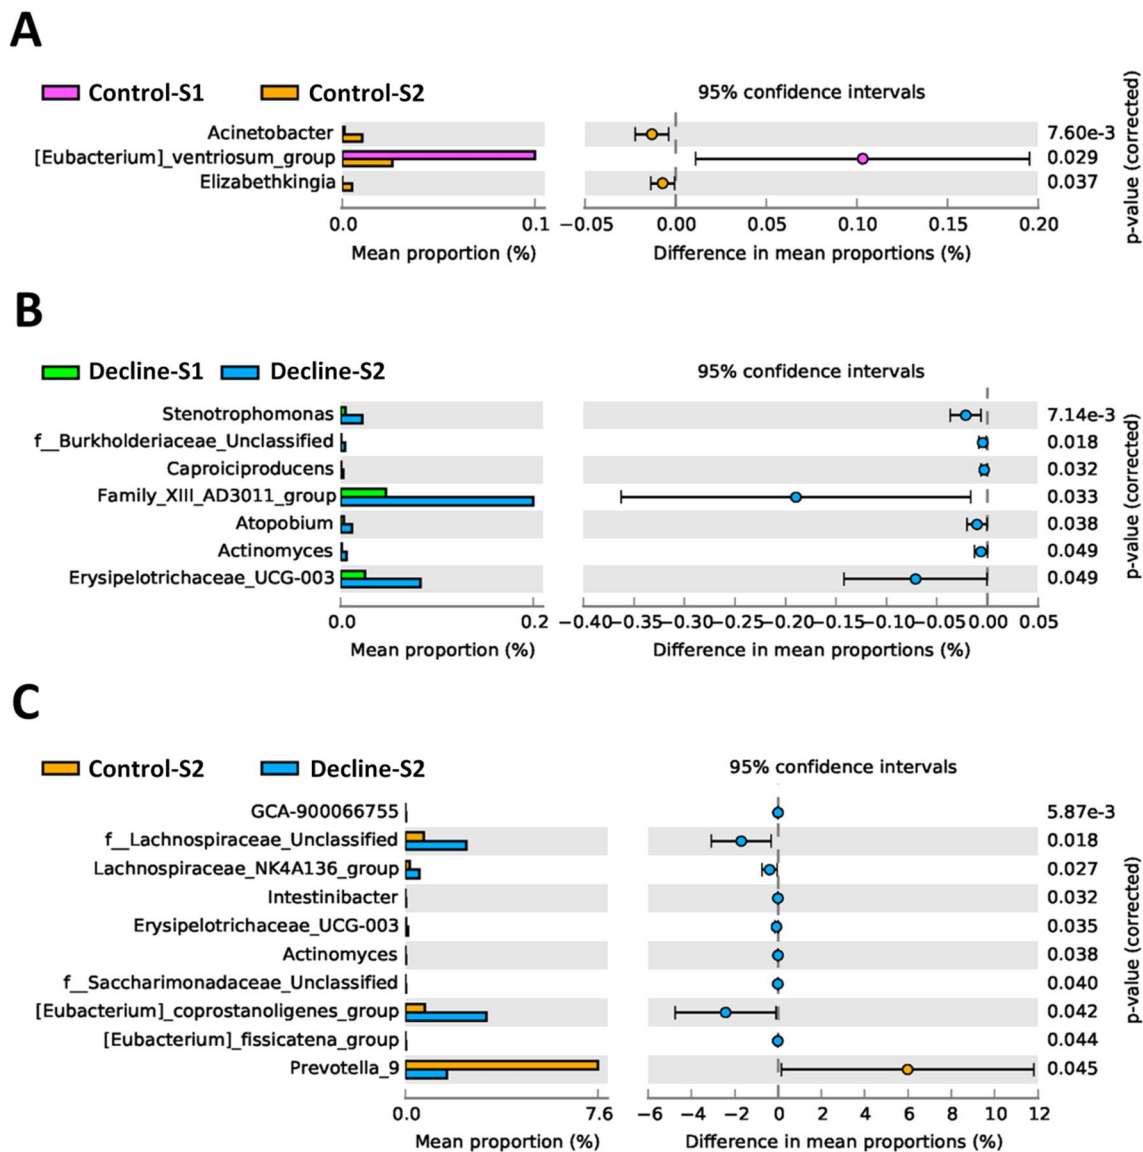 A
Control-S1 Control-S2 95% confidence intervals
Acinetobacter 7.60e-3
[Eubacterium]_ventriosum_group 0.029
Elizabethkingia 0.037
0.0 0.1 −0.05 0.00 0.05 0.10 0.15 0.20
Mean proportion (%) Difference in mean proportions (%)
p-value (corrected)
B
Decline-S1 Decline-S2 95% confidence intervals
Stenotrophomonas 7.14e-3
f__Burkholderiaceae_Unclassified 0.018
Caproiciproducens 0.032
Family_XIII_AD3011_group 0.033
Atopobium 0.038
Actinomyces 0.049
Erysipelotrichaceae_UCG-003 0.049
0.0 0.2 −0.40 −0.35 −0.30 −0.25 −0.20 −0.15 −0.10 −0.05 0.00 0.05
Mean proportion (%) Difference in mean proportions (%)
p-value (corrected)
C
Control-S2 Decline-S2 95% confidence intervals
GCA-900066755 5.87e-3
f__Lachnospiraceae_Unclassified 0.018
Lachnospiraceae_NK4A136_group 0.027
Intestinibacter 0.032
Erysipelotrichaceae_UCG-003 0.035
Actinomyces 0.038
f__Saccharimonadaceae_Unclassified 0.040
[Eubacterium]_coprostanoligenes_group 0.042
[Eubacterium]_fissicatena_group 0.044
Prevotella_9 0.045
0.0 7.6 −6 −4 −2 0 2 4 6 8 10 12
Mean proportion (%) Difference in mean proportions (%)
p-value (corrected)